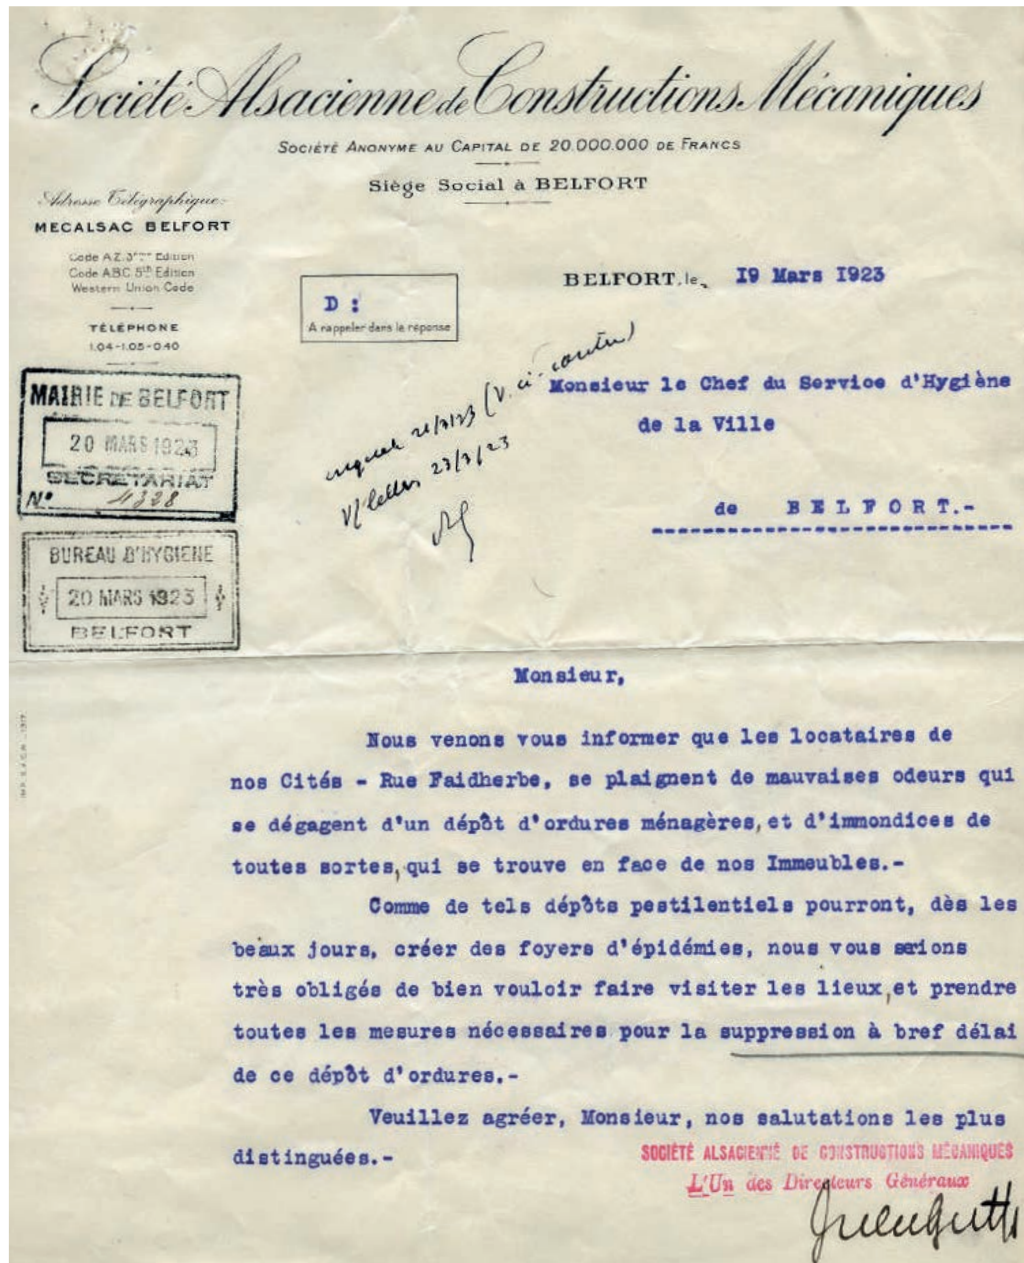 Société Alsacienne de Constructions Mécaniques
SOCIÉTÉ ANONYME AU CAPITAL DE 20.000.000 DE FRANCS
Siège Social à BELFORT
Adresse Télégraphique:
MECALSAC BELFORT
Code A.Z. 3ème Edition
Code A.B.C. 5th Edition
Western Union Code
TÉLÉPHONE
1.04-1.05-0.40
D :
A rappeler dans la réponse
BELFORT, le 19 Mars 1923
MAIRIE DE BELFORT
20 MARS 1923
SECRÉTARIAT
N° 4328
BUREAU D'HYGIENE
20 MARS 1923
BELFORT
(V. ci-contre)
V/ lettre 23/3/23
Monsieur le Chef du Service d'Hygiène
de la Ville
de BELFORT.-
Monsieur,
Nous venons vous informer que les locataires de
nos Cités - Rue Faidherbe, se plaignent de mauvaises odeurs qui
se dégagent d'un dépôt d'ordures ménagères, et d'immondices de
toutes sortes, qui se trouve en face de nos Immeubles.-
Comme de tels dépôts pestilentiels pourront, dès les
beaux jours, créer des foyers d'épidémies, nous vous serions
très obligés de bien vouloir faire visiter les lieux, et prendre
toutes les mesures nécessaires pour la suppression à bref délai
de ce dépôt d'ordures.-
Veuillez agréer, Monsieur, nos salutations les plus
distinguées.-
SOCIÉTÉ ALSACIENNE DE CONSTRUCTIONS MÉCANIQUES
L'Un des Directeurs Généraux